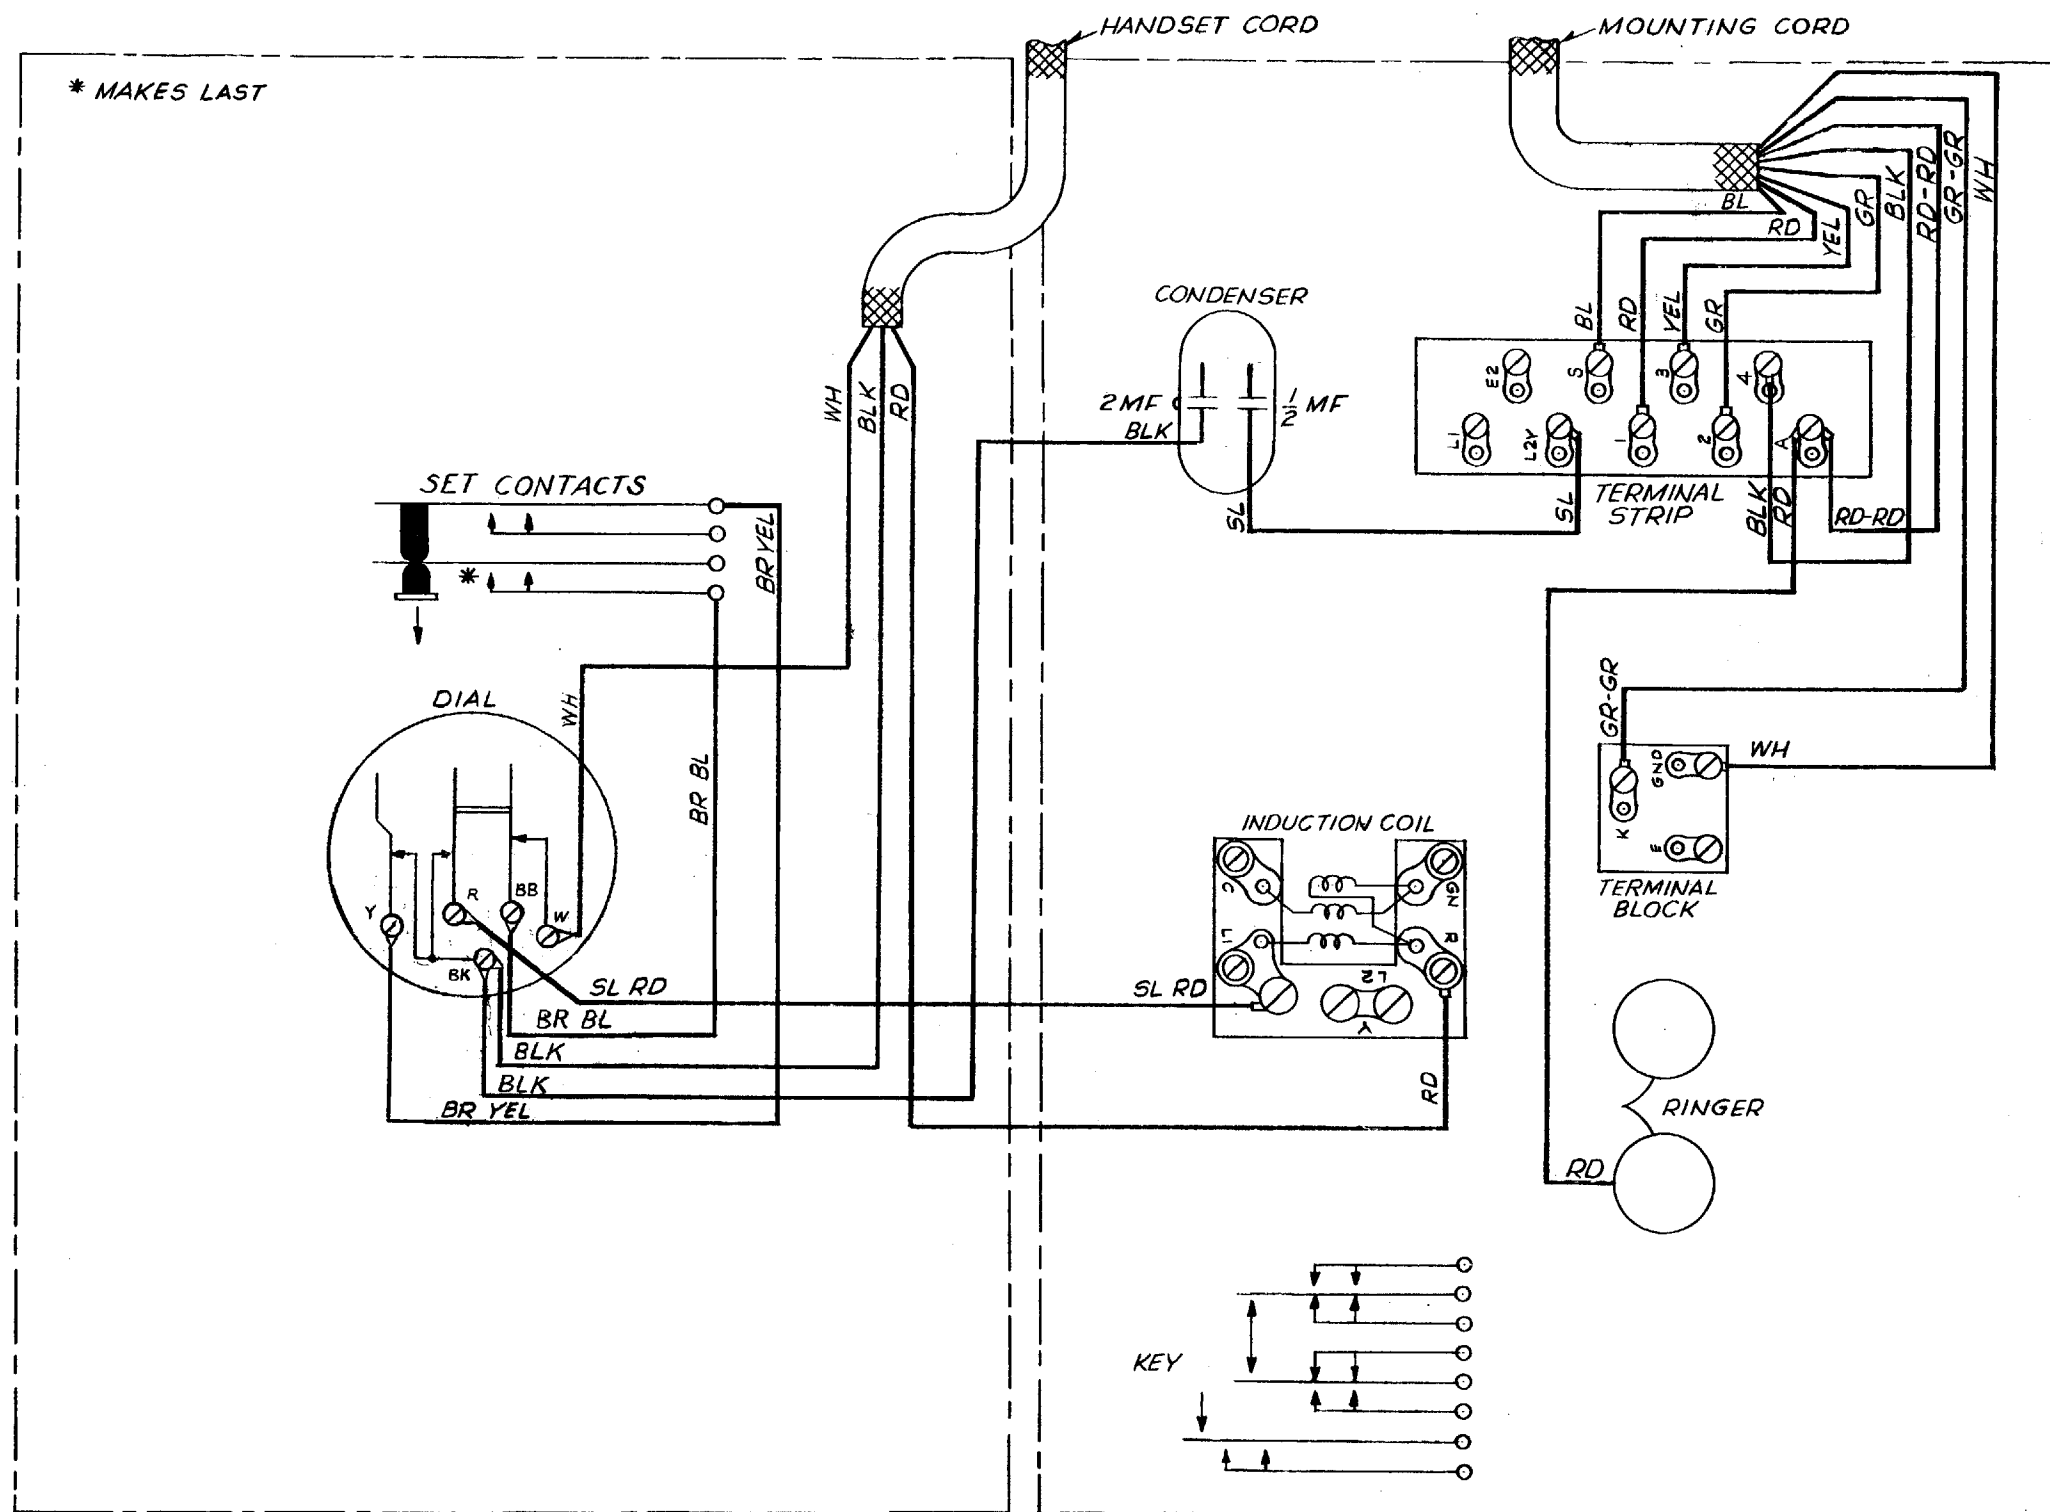 HANDSET CORD
MOUNTING CORD
* MAKES LAST
BL
RD
YEL
GR
BLK
RD-RD
GR-GR
WH
CONDENSER
2 MF
1/2 MF
BLK
SL
BL
RD
YEL
GR
E2
S
3
4
L1
L2Y
1
2
A
TERMINAL
STRIP
SL
BLK
RD
RD-RD
WH
BLK
RD
SET CONTACTS
*
BR YEL
DIAL
WH
BR BL
Y
R
BB
W
BK
SL RD
BR BL
BLK
BLK
BR YEL
SL RD
INDUCTION COIL
C
GN
L1
R
L2
Y
RD
GR-GR
WH
GND
K
E
TERMINAL
BLOCK
RINGER
RD
KEY